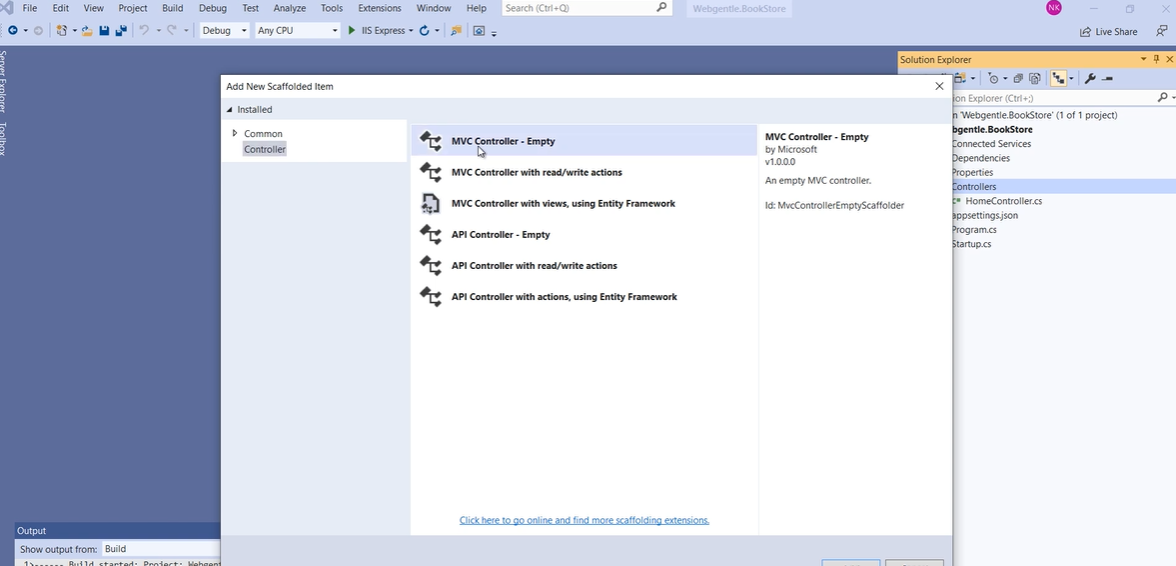 File Edit View Project Build Debug Test Analyze Tools Extensions Window Help Search (Ctrl+Q) Webgentle.BookStore NK
Debug Any CPU IIS Express Live Share
Server Explorer
Toolbox
Solution Explorer
Add New Scaffolded Item
Installed
Common
Controller
MVC Controller - Empty
MVC Controller with read/write actions
MVC Controller with views, using Entity Framework
API Controller - Empty
API Controller with read/write actions
API Controller with actions, using Entity Framework
Click here to go online and find more scaffolding extensions.
MVC Controller - Empty
by Microsoft
v1.0.0.0
An empty MVC controller.
Id: MvcControllerEmptyScaffolder
ion Explorer (Ctrl+;)
n 'Webgentle.BookStore' (1 of 1 project)
bgentle.BookStore
Connected Services
Dependencies
Properties
Controllers
C# HomeController.cs
appsettings.json
Program.cs
Startup.cs
Output
Show output from: Build
1>------ Build started: Project: Webgent